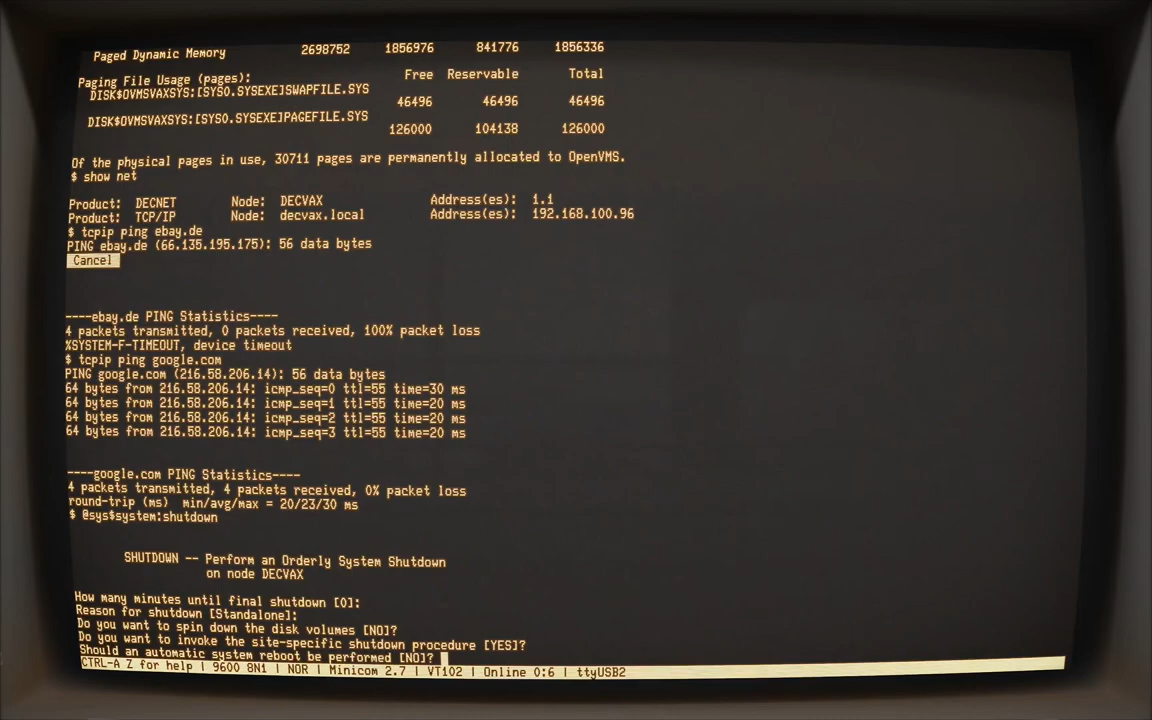 Paged Dynamic Memory 2698752 1856976 841776 1856336
Paging File Usage (pages): Free Reservable Total
DISK$OVMSVAXSYS:[SYS0.SYSEXE]SWAPFILE.SYS
46496 46496 46496
DISK$OVMSVAXSYS:[SYS0.SYSEXE]PAGEFILE.SYS
126000 104138 126000
Of the physical pages in use, 30711 pages are permanently allocated to OpenVMS.
$ show net
Product: DECNET Node: DECVAX Address(es): 1.1
Product: TCP/IP Node: decvax.local Address(es): 192.168.100.96
$ tcpip ping ebay.de
PING ebay.de (66.135.195.175): 56 data bytes
Cancel
----ebay.de PING Statistics----
4 packets transmitted, 0 packets received, 100% packet loss
%SYSTEM-F-TIMEOUT, device timeout
$ tcpip ping google.com
PING google.com (216.58.206.14): 56 data bytes
64 bytes from 216.58.206.14: icmp_seq=0 ttl=55 time=30 ms
64 bytes from 216.58.206.14: icmp_seq=1 ttl=55 time=20 ms
64 bytes from 216.58.206.14: icmp_seq=2 ttl=55 time=20 ms
64 bytes from 216.58.206.14: icmp_seq=3 ttl=55 time=20 ms
----google.com PING Statistics----
4 packets transmitted, 4 packets received, 0% packet loss
round-trip (ms) min/avg/max = 20/23/30 ms
$ @sys$system:shutdown
SHUTDOWN -- Perform an Orderly System Shutdown
on node DECVAX
How many minutes until final shutdown [0]:
Reason for shutdown [Standalone]:
Do you want to spin down the disk volumes [NO]?
Do you want to invoke the site-specific shutdown procedure [YES]?
Should an automatic system reboot be performed [NO]?
CTRL-A Z for help | 9600 8N1 | NOR | Minicom 2.7 | VT102 | Online 0:6 | ttyUSB2